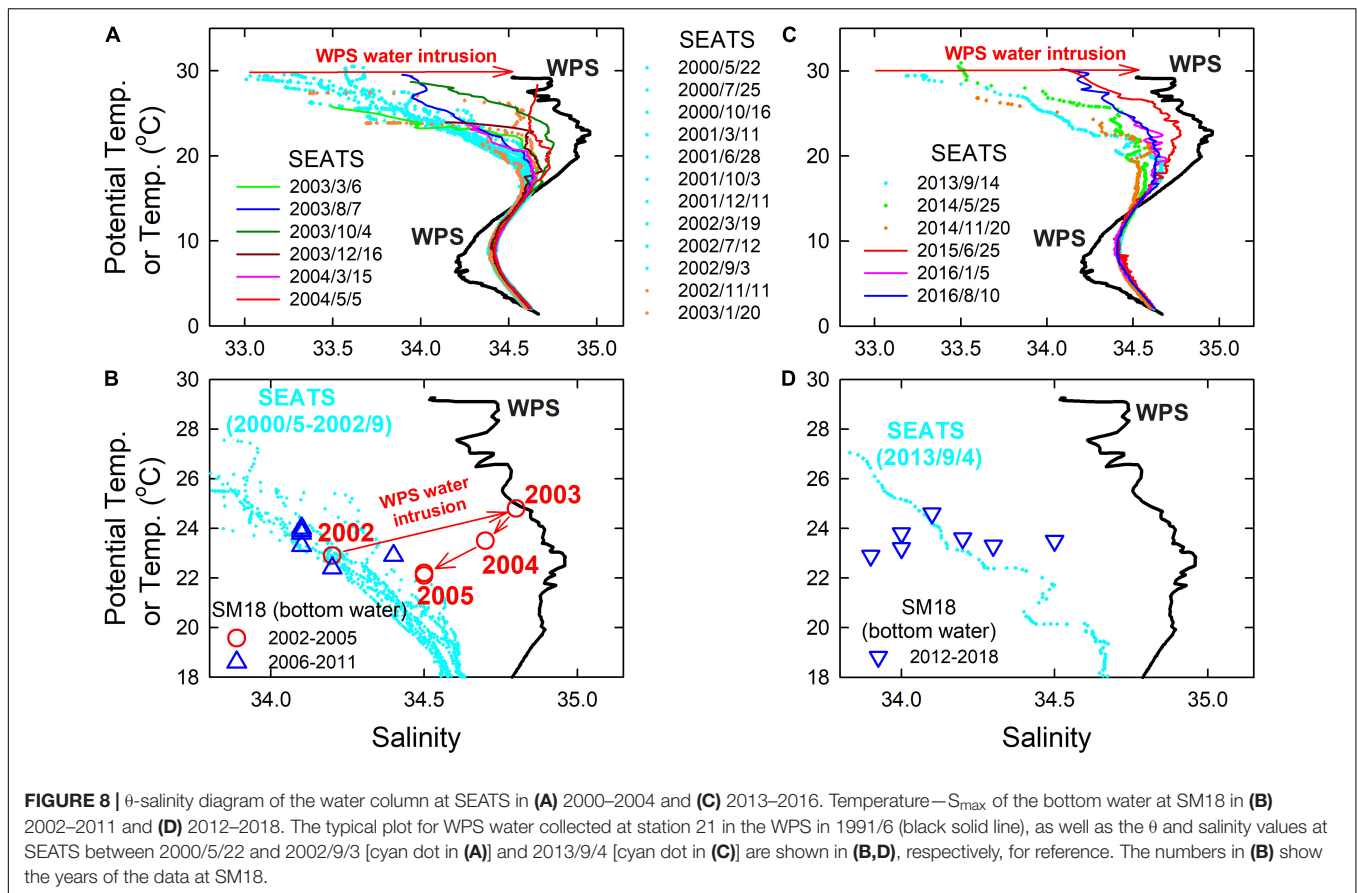 A
WPS water intrusion
WPS
WPS
SEATS
2003/3/6
2003/8/7
2003/10/4
2003/12/16
2004/3/15
2004/5/5
30
20
10
0
33.0 33.5 34.0 34.5 35.0
Potential Temp.
or Temp. (°C)
SEATS
2000/5/22
2000/7/25
2000/10/16
2001/3/11
2001/6/28
2001/10/3
2001/12/11
2002/3/19
2002/7/12
2002/9/3
2002/11/11
2003/1/20
C
WPS water intrusion
WPS
WPS
SEATS
2013/9/14
2014/5/25
2014/11/20
2015/6/25
2016/1/5
2016/8/10
30
20
10
0
33.0 33.5 34.0 34.5 35.0
Potential Temp.
or Temp. (°C)
B
SEATS
(2000/5-2002/9)
WPS
WPS water
intrusion
2003
2002
2004
2005
SM18 (bottom water)
2002-2005
2006-2011
30
28
26
24
22
20
18
34.0 34.5 35.0
Potential Temp.
or Temp. (°C)
Salinity
D
WPS
SEATS
(2013/9/4)
SM18
(bottom water)
2012-2018
30
28
26
24
22
20
18
34.0 34.5 35.0
Potential Temp.
or Temp. (°C)
Salinity
FIGURE 8 | θ-salinity diagram of the water column at SEATS in (A) 2000–2004 and (C) 2013–2016. Temperature—Smax of the bottom water at SM18 in (B)
2002–2011 and (D) 2012–2018. The typical plot for WPS water collected at station 21 in the WPS in 1991/6 (black solid line), as well as the θ and salinity values at
SEATS between 2000/5/22 and 2002/9/3 [cyan dot in (A)] and 2013/9/4 [cyan dot in (C)] are shown in (B,D), respectively, for reference. The numbers in (B) show
the years of the data at SM18.